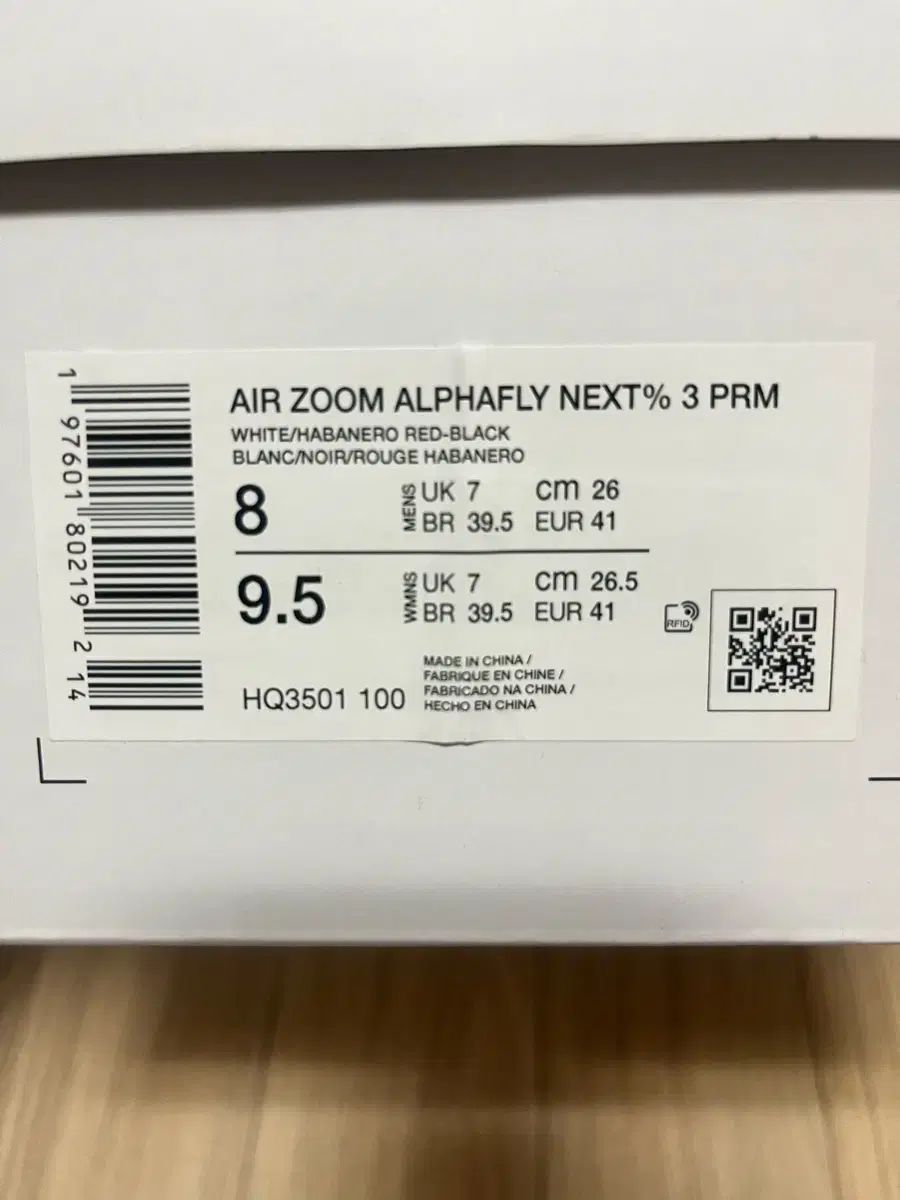 AIR ZOOM ALPHAFLY NEXT% 3 PRM
WHITE/HABANERO RED-BLACK
BLANC/NOIR/ROUGE HABANERO
8 MENS UK 7 cm 26
BR 39.5 EUR 41
9.5 WMNS UK 7 cm 26.5
BR 39.5 EUR 41
RFID
MADE IN CHINA /
FABRIQUE EN CHINE /
FABRICADO NA CHINA /
HECHO EN CHINA
HQ3501 100
1 97601 80219 2 14